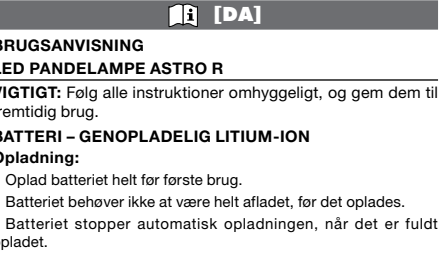 [DA]
BRUGSANVISNING
LED PANDELAMPE ASTRO R
VIGTIGT: Følg alle instruktioner omhyggeligt, og gem dem til
fremtidig brug.
BATTERI – GENOPLADELIG LITIUM-ION
Opladning:
Oplad batteriet helt før første brug.
Batteriet behøver ikke at være helt afladet, før det oplades.
Batteriet stopper automatisk opladningen, når det er fuldt
opladet.